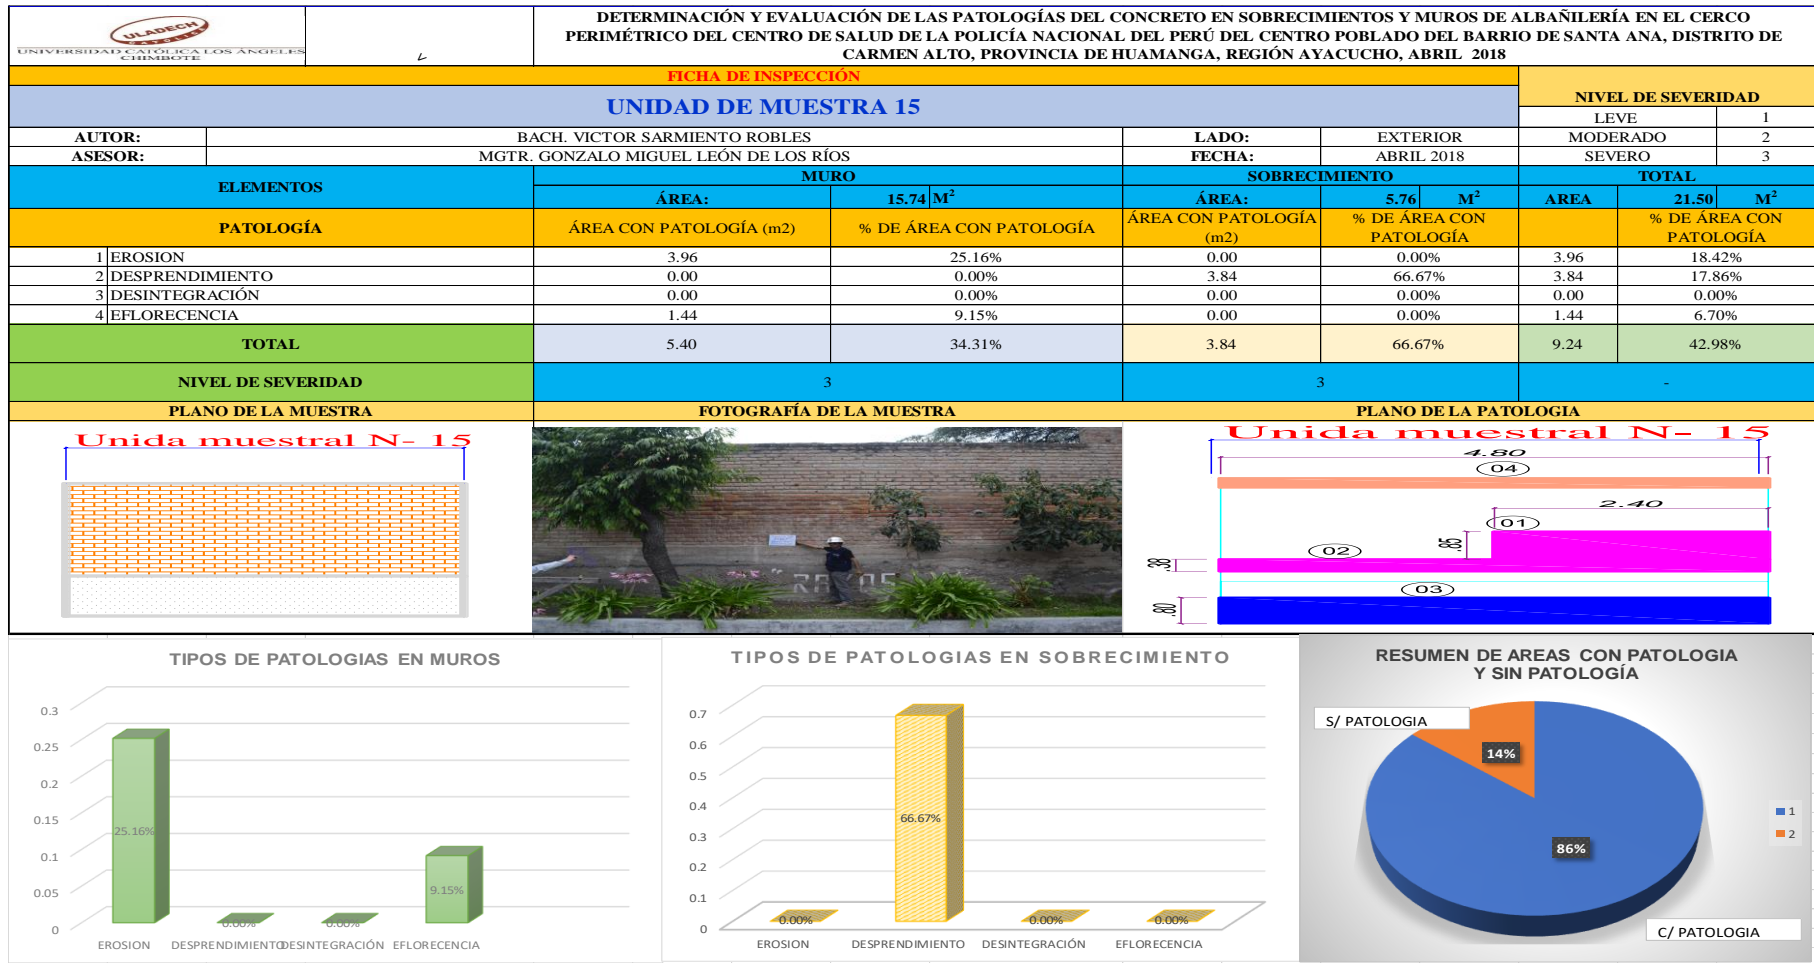 ULADECH
CATOLICA
UNIVERSIDAD CATÓLICA LOS ÁNGELES
CHIMBOTE
DETERMINACIÓN Y EVALUACIÓN DE LAS PATOLOGÍAS DEL CONCRETO EN SOBRECIMIENTOS Y MUROS DE ALBAÑILERÍA EN EL CERCO
PERIMÉTRICO DEL CENTRO DE SALUD DE LA POLICÍA NACIONAL DEL PERÚ DEL CENTRO POBLADO DEL BARRIO DE SANTA ANA, DISTRITO DE
CARMEN ALTO, PROVINCIA DE HUAMANGA, REGIÓN AYACUCHO, ABRIL 2018
FICHA DE INSPECCIÓN
UNIDAD DE MUESTRA 15
NIVEL DE SEVERIDAD
LEVE 1
AUTOR: BACH. VICTOR SARMIENTO ROBLES LADO: EXTERIOR MODERADO 2
ASESOR: MGTR. GONZALO MIGUEL LEÓN DE LOS RÍOS FECHA: ABRIL 2018 SEVERO 3
ELEMENTOS MURO SOBRECIMIENTO TOTAL
ÁREA: 15.74 M² ÁREA: 5.76 M² AREA 21.50 M²
PATOLOGÍA ÁREA CON PATOLOGÍA (m2) % DE ÁREA CON PATOLOGÍA ÁREA CON PATOLOGÍA (m2) % DE ÁREA CON PATOLOGÍA % DE ÁREA CON PATOLOGÍA
1 EROSION 3.96 25.16% 0.00 0.00% 3.96 18.42%
2 DESPRENDIMIENTO 0.00 0.00% 3.84 66.67% 3.84 17.86%
3 DESINTEGRACIÓN 0.00 0.00% 0.00 0.00% 0.00 0.00%
4 EFLORECENCIA 1.44 9.15% 0.00 0.00% 1.44 6.70%
TOTAL 5.40 34.31% 3.84 66.67% 9.24 42.98%
NIVEL DE SEVERIDAD 3 3 -
PLANO DE LA MUESTRA FOTOGRAFÍA DE LA MUESTRA PLANO DE LA PATOLOGIA
Unida muestral N- 15
Unida muestral N- 15
4.80
04
2.40
01
.85
02
.38
03
.80
TIPOS DE PATOLOGIAS EN MUROS
0.3
0.25
0.2
0.15
0.1
0.05
0
25.16%
0.00%
0.00%
9.15%
EROSION DESPRENDIMIENTO DESINTEGRACIÓN EFLORECENCIA
TIPOS DE PATOLOGIAS EN SOBRECIMIENTO
0.7
0.6
0.5
0.4
0.3
0.2
0.1
0
0.00%
66.67%
0.00%
0.00%
EROSION DESPRENDIMIENTO DESINTEGRACIÓN EFLORECENCIA
RESUMEN DE AREAS CON PATOLOGIA
Y SIN PATOLOGÍA
S/ PATOLOGIA
14%
86%
1
2
C/ PATOLOGIA